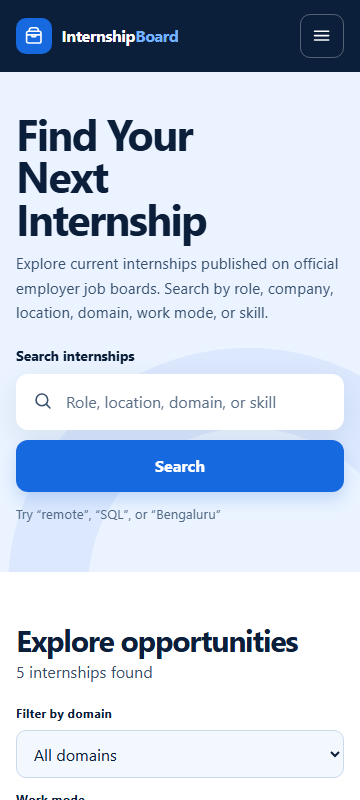 InternshipBoard
Find Your
Next
Internship
Explore current internships published on official
employer job boards. Search by role, company,
location, domain, work mode, or skill.
Search internships
Role, location, domain, or skill
Search
Try “remote”, “SQL”, or “Bengaluru”
Explore opportunities
5 internships found
Filter by domain
All domains
Work mode